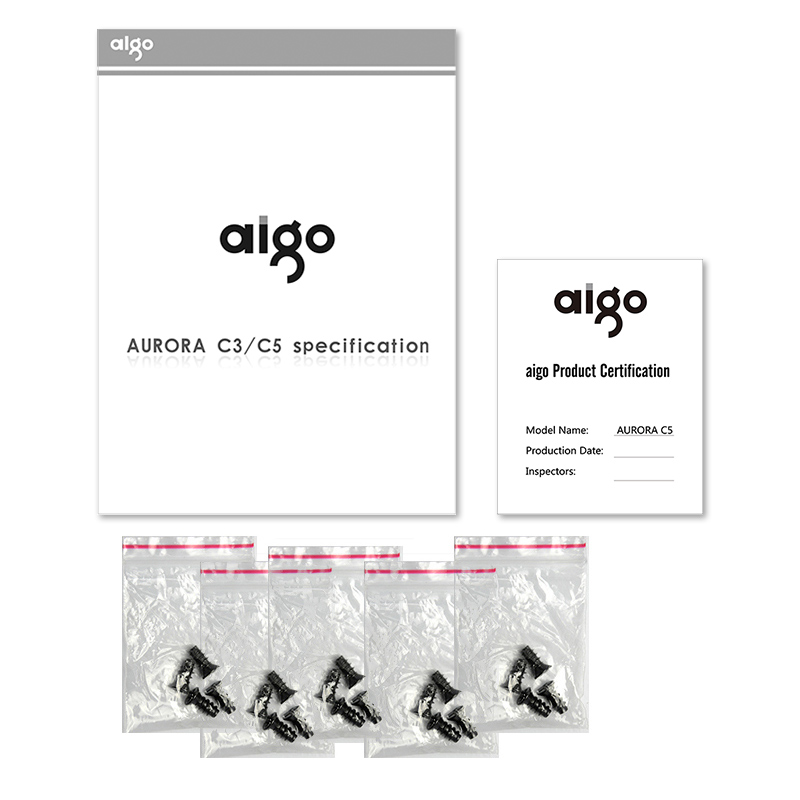 aigo
aigo
AURORA C3/C5 specification
aigo
aigo Product Certification
Model Name: AURORA C5
Production Date:
Inspectors: